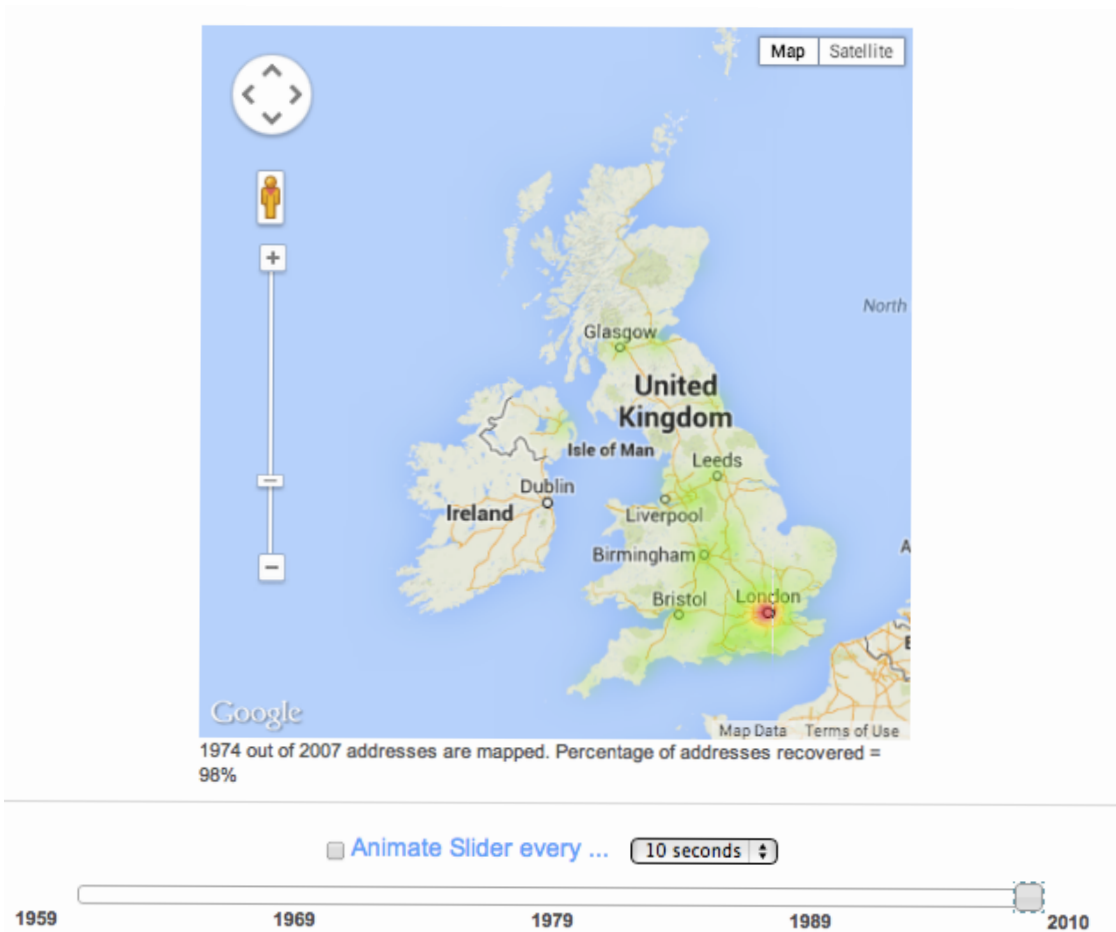 Map Satellite
North
Glasgow
United
Kingdom
Isle of Man
Leeds
Dublin
Ireland
Liverpool
Birmingham
A
Bristol
London
E
Google
Map Data Terms of Use
1974 out of 2007 addresses are mapped. Percentage of addresses recovered =
98%
Animate Slider every ...
10 seconds
1959 1969 1979 1989 2010